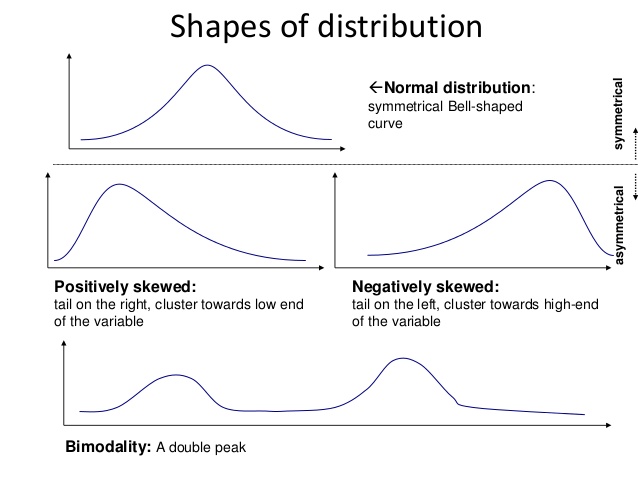 Shapes of distribution
←Normal distribution:
symmetrical Bell-shaped
curve
symmetrical
asymmetrical
Positively skewed:
tail on the right, cluster towards low end
of the variable
Negatively skewed:
tail on the left, cluster towards high-end
of the variable
Bimodality: A double peak